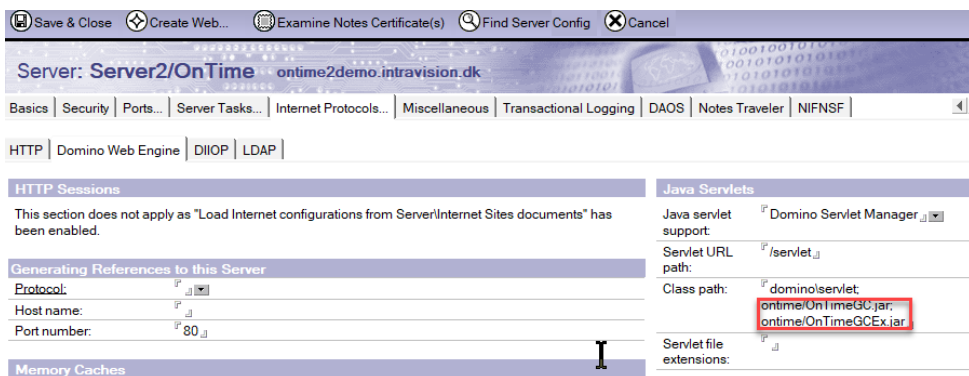 Save & Close Create Web... Examine Notes Certificate(s) Find Server Config Cancel
Server: Server2/OnTime ontime2demo.intravision.dk
Basics Security Ports... Server Tasks... Internet Protocols... Miscellaneous Transactional Logging DAOS Notes Traveler NIFNSF
HTTP Domino Web Engine DIIOP LDAP
HTTP Sessions
This section does not apply as "Load Internet configurations from Server\Internet Sites documents" has
been enabled.
Generating References to this Server
Protocol:
Host name:
Port number: 80
Memory Caches
Java Servlets
Java servlet Domino Servlet Manager
support:
Servlet URL /servlet
path:
Class path: domino\servlet;
ontime/OnTimeGC.jar;
ontime/OnTimeGCEx.jar
Servlet file
extensions: